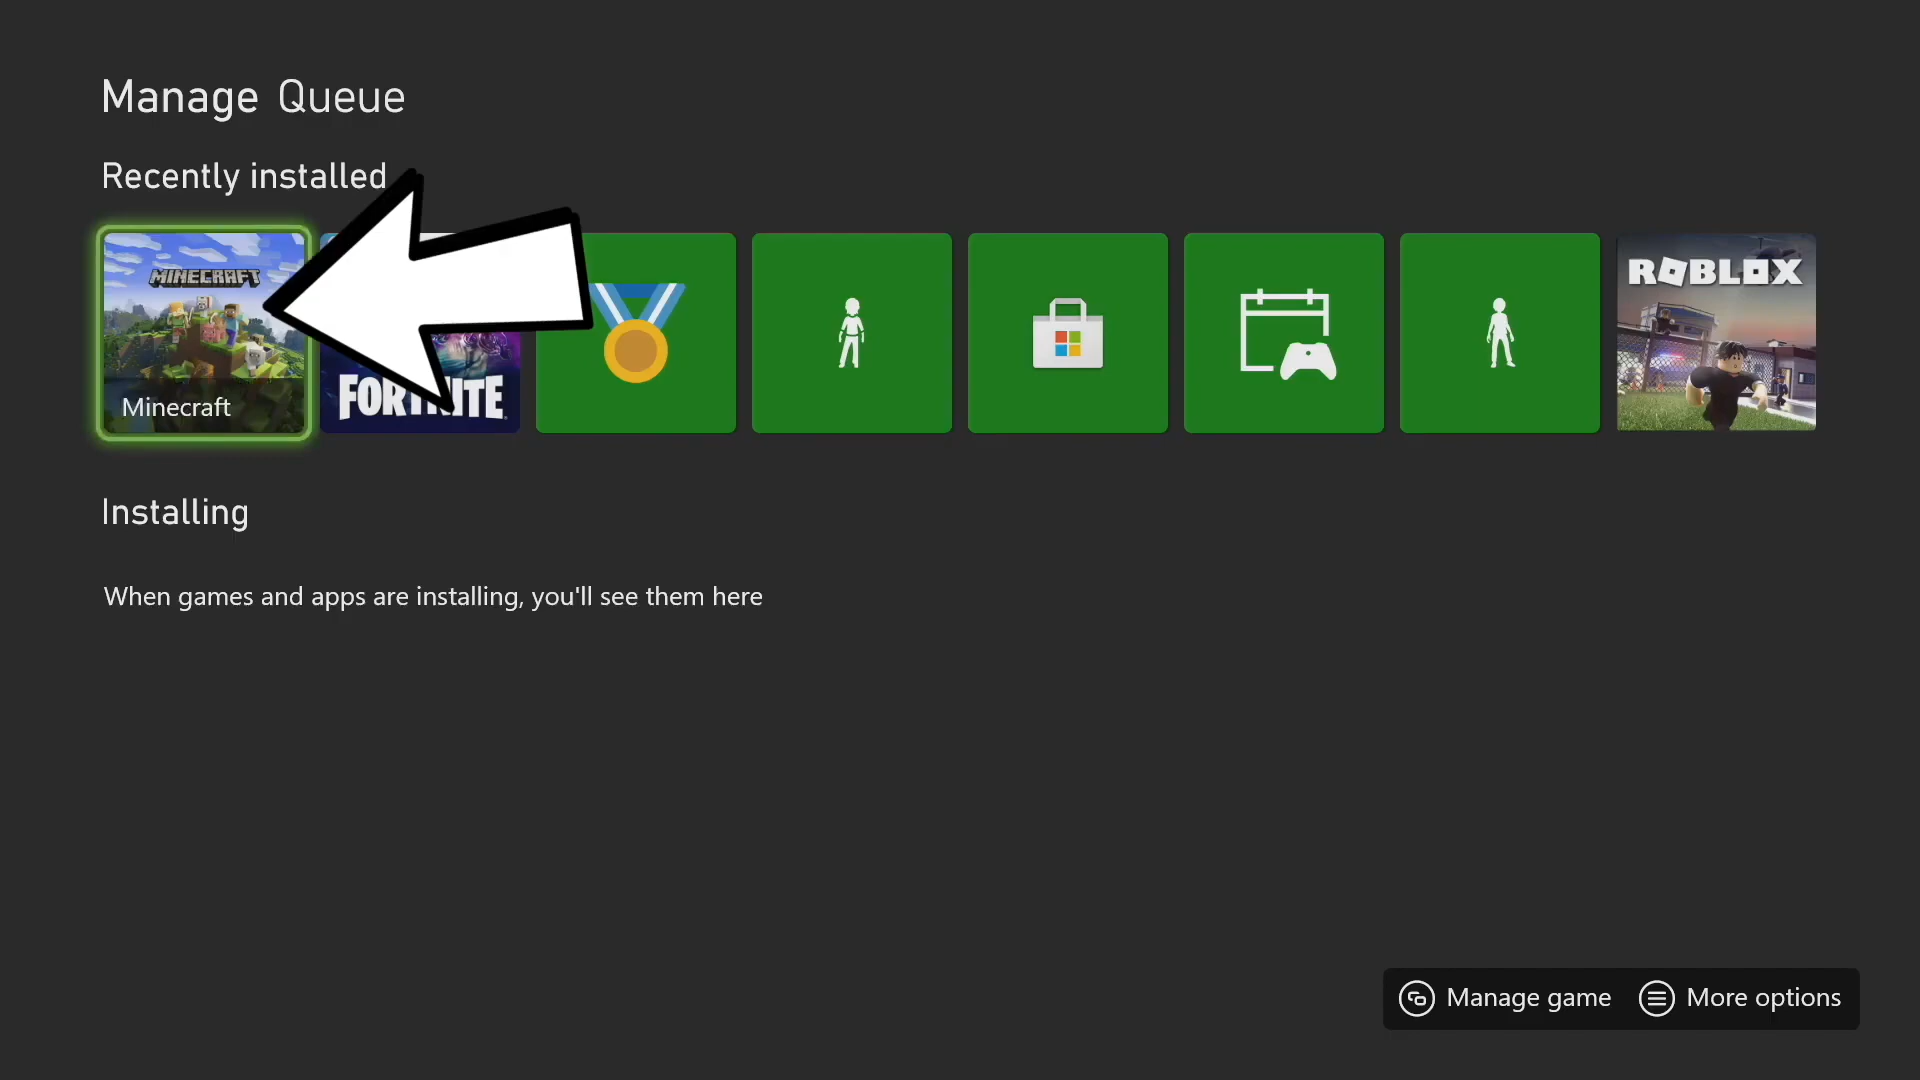 Manage Queue
Recently installed
MINECRAFT
Minecraft
ROBLOX
Installing
When games and apps are installing, you'll see them here
Manage game
More options